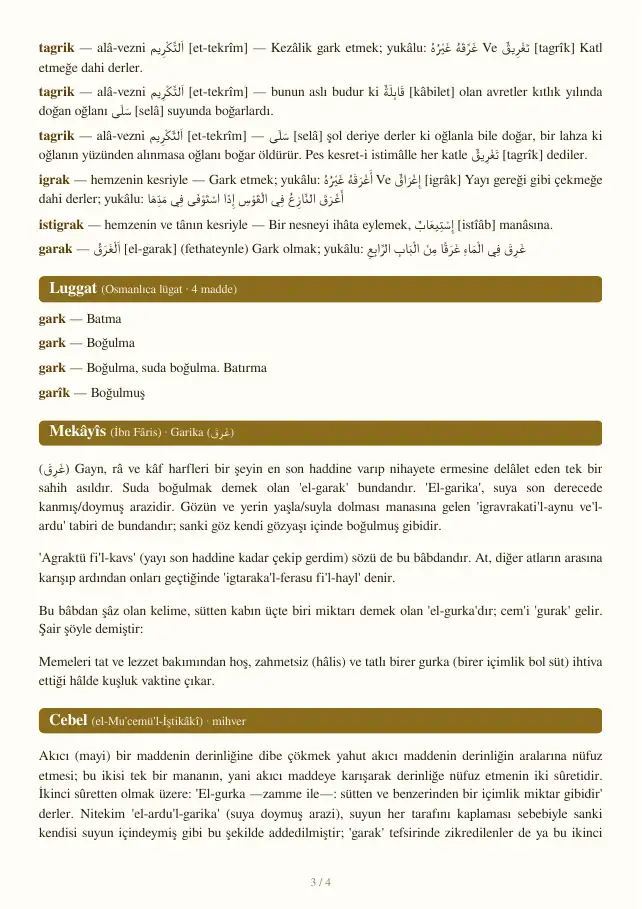 tagrik — alâ-vezni اَلتَّكْرِيم [et-tekrîm] — Kezâlik gark etmek; yukâlu: غَرَّقَهُ غَيْرُهُ Ve تَغْرِيقٌ [tagrîk] Katl
etmeğe dahi derler.
tagrik — alâ-vezni اَلتَّكْرِيم [et-tekrîm] — bunun aslı budur ki قَابِلَةٌ [kâbilet] olan avretler kıtlık yılında
doğan oğlanı سَلَى [selâ] suyunda boğarlardı.
tagrik — alâ-vezni اَلتَّكْرِيم [et-tekrîm] — سَلَى [selâ] şol deriye derler ki oğlanla bile doğar, bir lahza ki
oğlanın yüzünden alınmasa oğlanı boğar öldürür. Pes kesret-i istimâlle her katle تَغْرِيقٌ [tagrîk] dediler.
igrak — hemzenin kesriyle — Gark etmek; yukâlu: أَغْرَقَهُ غَيْرُهُ Ve إِغْرَاقٌ [igrâk] Yayı gereği gibi çekmeğe
dahi derler; yukâlu: أَغْرَقَ النَّازِعُ فِي الْقَوْسِ إِذَا اسْتَوْفَى فِي مَدِّهَا
istigrak — hemzenin ve tânın kesriyle — Bir nesneyi ihâta eylemek, إِسْتِيعَابٌ [istîâb] manâsına.
garak — اَلْغَرَقُ [el-garak] (fethateynle) Gark olmak; yukâlu: غَرِقَ فِي الْمَاءِ غَرَقًا مِنَ الْبَابِ الرَّابِعِ
Luggat (Osmanlıca lügat · 4 madde)
gark — Batma
gark — Boğulma
gark — Boğulma, suda boğulma. Batırma
garîk — Boğulmuş
Mekâyîs (İbn Fâris) · Garika (غَرِقَ)
(غَرِقَ) Gayn, râ ve kâf harfleri bir şeyin en son haddine varıp nihayete ermesine delâlet eden tek bir
sahih asıldır. Suda boğulmak demek olan 'el-garak' bundandır. 'El-garika', suya son derecede
kanmış/doymuş arazidir. Gözün ve yerin yaşla/suyla dolması manasına gelen 'igravrakati'l-aynu ve'l-
ardu' tabiri de bundandır; sanki göz kendi gözyaşı içinde boğulmuş gibidir.
'Agraktü fi'l-kavs' (yayı son haddine kadar çekip gerdim) sözü de bu bâbdandır. At, diğer atların arasına
karışıp ardından onları geçtiğinde 'igtaraka'l-ferasu fi'l-hayl' denir.
Bu bâbdan şâz olan kelime, sütten kabın üçte biri miktarı demek olan 'el-gurka'dır; cem'i 'gurak' gelir.
Şair şöyle demiştir:
Memeleri tat ve lezzet bakımından hoş, zahmetsiz (hâlis) ve tatlı birer gurka (birer içimlik bol süt) ihtiva
ettiği hâlde kuşluk vaktine çıkar.
Cebel (el-Mu'cemü'l-İştikâkî) · mihver
Akıcı (mayi) bir maddenin derinliğine dibe çökmek yahut akıcı maddenin derinliğin aralarına nüfuz
etmesi; bu ikisi tek bir mananın, yani akıcı maddeye karışarak derinliğe nüfuz etmenin iki sûretidir.
İkinci sûretten olmak üzere: 'El-gurka —zamme ile—: sütten ve benzerinden bir içimlik miktar gibidir'
derler. Nitekim 'el-ardu'l-garika' (suya doymuş arazi), suyun her tarafını kaplaması sebebiyle sanki
kendisi suyun içindeymiş gibi bu şekilde addedilmiştir; 'garak' tefsirinde zikredilenler de ya bu ikinci
3 / 4